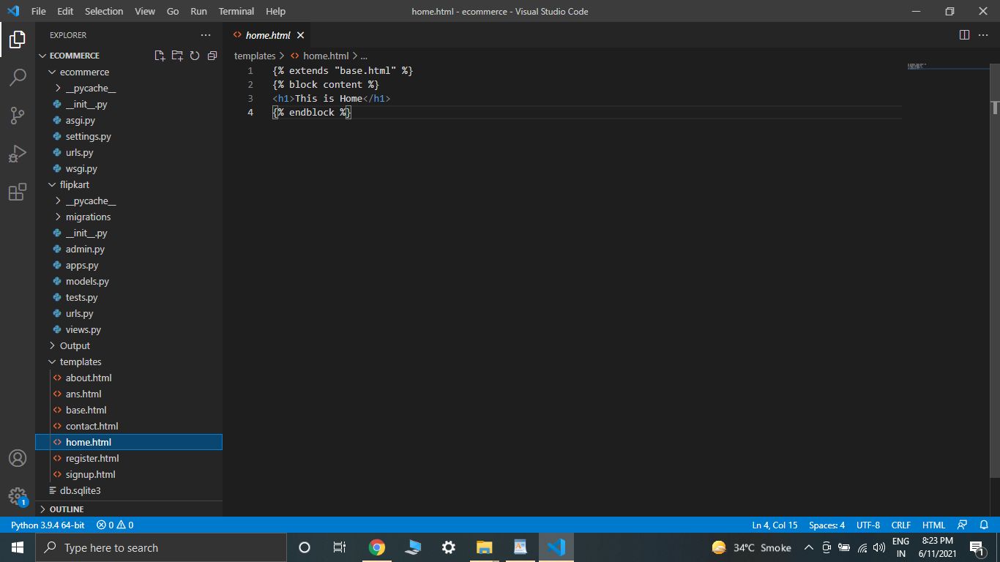 File Edit Selection View Go Run Terminal Help home.html - ecommerce - Visual Studio Code
EXPLORER
ECOMMERCE
ecommerce
__pycache__
__init__.py
asgi.py
settings.py
urls.py
wsgi.py
flipkart
__pycache__
migrations
__init__.py
admin.py
apps.py
models.py
tests.py
urls.py
views.py
Output
templates
about.html
ans.html
base.html
contact.html
home.html
register.html
signup.html
db.sqlite3
OUTLINE
home.html
templates > home.html > ...
1 {% extends "base.html" %}
2 {% block content %}
3 <h1>This is Home</h1>
4 {% endblock %}
1
Python 3.9.4 64-bit 0 0 Ln 4, Col 15 Spaces: 4 UTF-8 CRLF HTML
Type here to search
34°C Smoke
ENG
IN
8:23 PM
6/11/2021
1